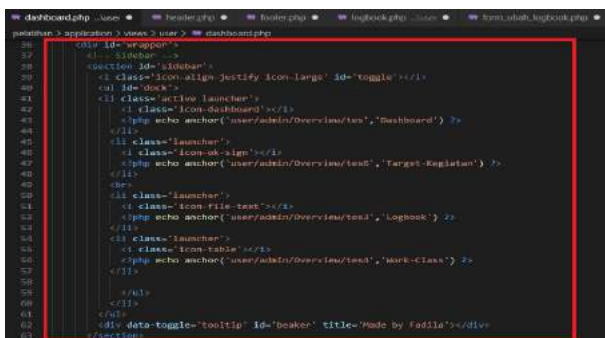 dashboard.php ...\user ● header.php ● footer.php ● logbook.php ...\user ● form_ubah_logbook.php ●
pelatihan > application > views > user > dashboard.php
36 <div id='wrapper'>
37 <!-- Sidebar -->
38 <section id='sidebar'>
39 <i class='icon-align-justify icon-large' id='toggle'></i>
40 <ul id='dock'>
41 <li class='active launcher'>
42 <i class='icon-dashboard'></i>
43 <?php echo anchor('user/admin/Overview/tes','Dashboard') ?>
44 </li>
45 <li class='launcher'>
46 <i class='icon-ok-sign'></i>
47 <?php echo anchor('user/admin/Overview/tes6','Target-Kegiatan') ?>
48 </li>
49 <hr>
50 <li class='launcher'>
51 <i class='icon-file-text'></i>
52 <?php echo anchor('user/admin/Overview/tes3','Logbook') ?>
53 </li>
54 <li class='launcher'>
55 <i class='icon-table'></i>
56 <?php echo anchor('user/admin/Overview/tes4','Work-Class') ?>
57 </li>
58
59 </ul>
60 </li>
61 </ul>
62 <div data-toggle='tooltip' id='beaker' title='Made by Fadila'></div>
63 </section>